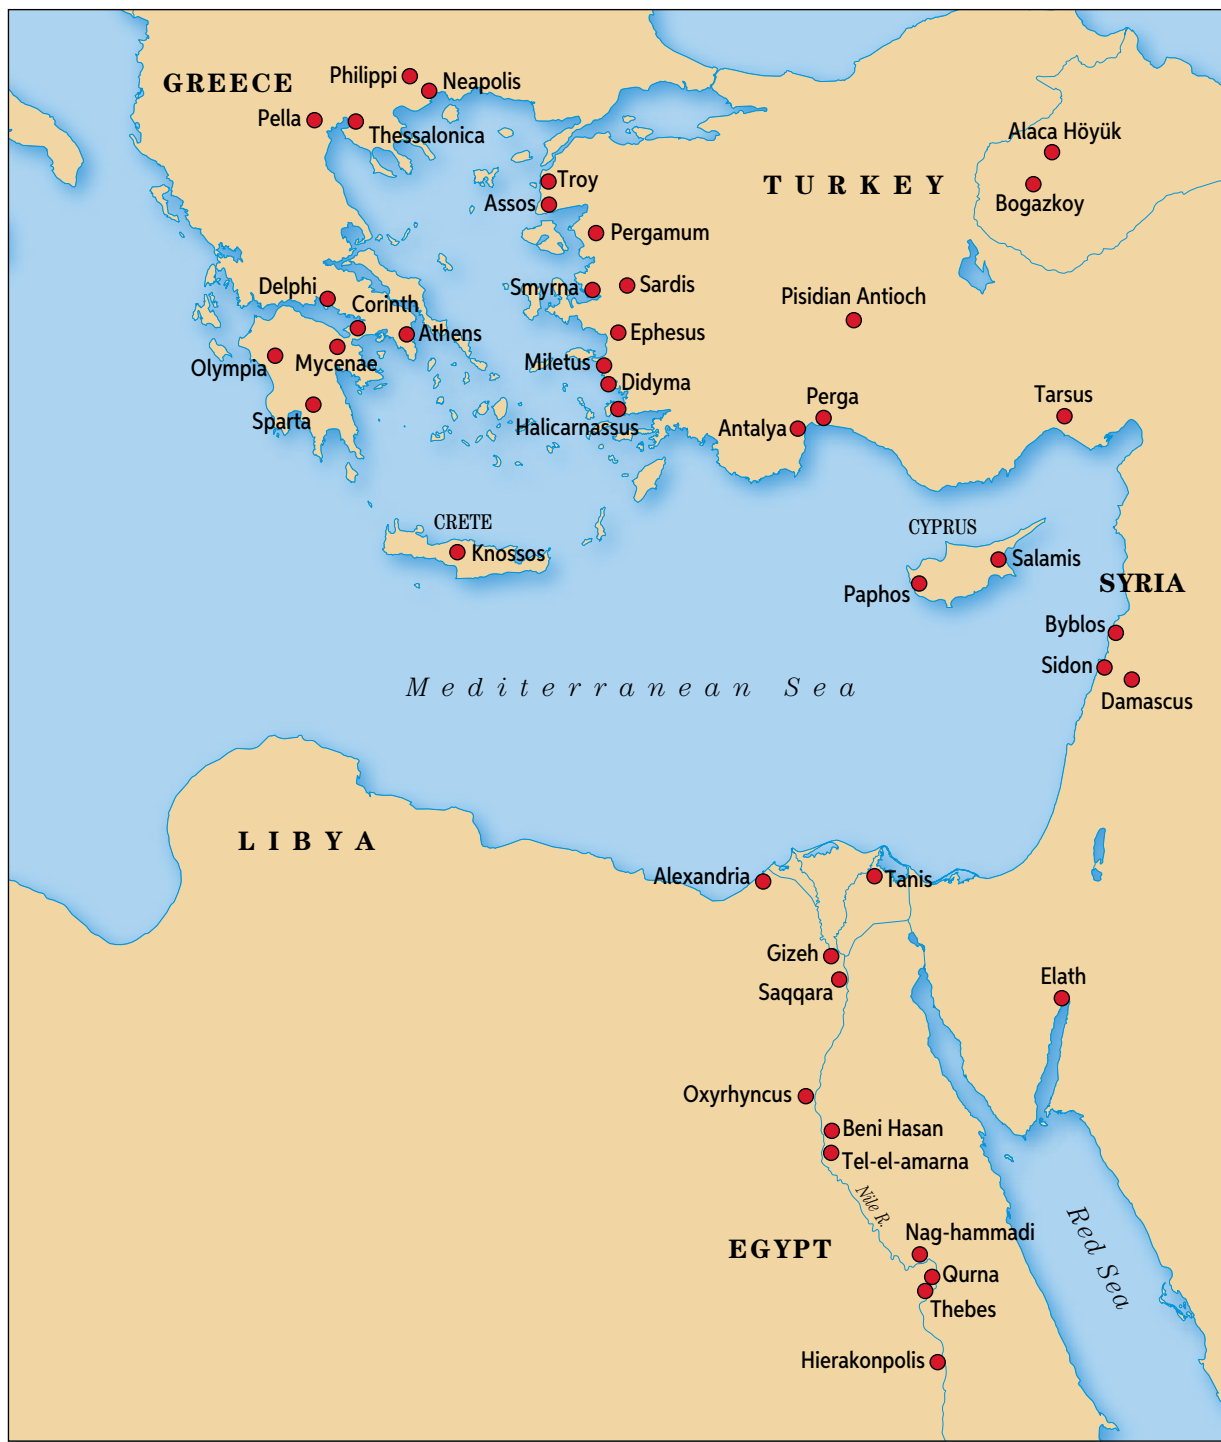 GREECE
Philippi
Neapolis
Pella
Thessalonica
Alaca Höyük
Troy
TURKEY
Assos
Bogazkoy
Pergamum
Delphi
Smyrna
Sardis
Pisidian Antioch
Corinth
Athens
Ephesus
Olympia
Mycenae
Miletus
Didyma
Sparta
Halicarnassus
Antalya
Perga
Tarsus
CRETE
Knossos
CYPRUS
Salamis
Paphos
SYRIA
Byblos
Sidon
Damascus
Mediterranean Sea
LIBYA
Alexandria
Tanis
Gizeh
Saqqara
Elath
Oxyrhyncus
Beni Hasan
Tel-el-amarna
Nile R.
EGYPT
Nag-hammadi
Red Sea
Qurna
Thebes
Hierakonpolis